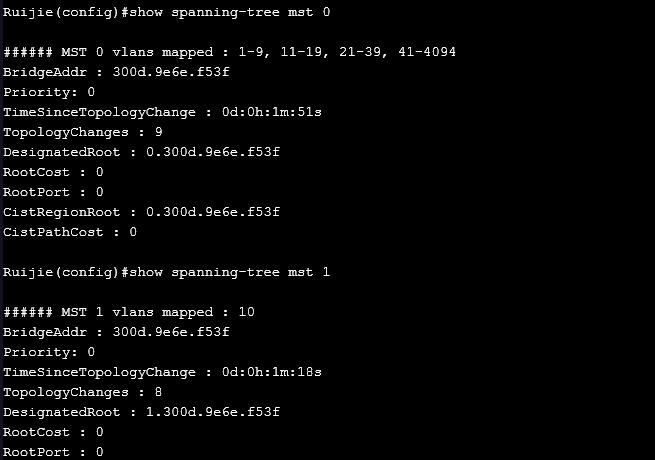 Ruijie(config)#show spanning-tree mst 0
###### MST 0 vlans mapped : 1-9, 11-19, 21-39, 41-4094
BridgeAddr : 300d.9e6e.f53f
Priority: 0
TimeSinceTopologyChange : 0d:0h:1m:51s
TopologyChanges : 9
DesignatedRoot : 0.300d.9e6e.f53f
RootCost : 0
RootPort : 0
CistRegionRoot : 0.300d.9e6e.f53f
CistPathCost : 0
Ruijie(config)#show spanning-tree mst 1
###### MST 1 vlans mapped : 10
BridgeAddr : 300d.9e6e.f53f
Priority: 0
TimeSinceTopologyChange : 0d:0h:1m:18s
TopologyChanges : 8
DesignatedRoot : 1.300d.9e6e.f53f
RootCost : 0
RootPort : 0